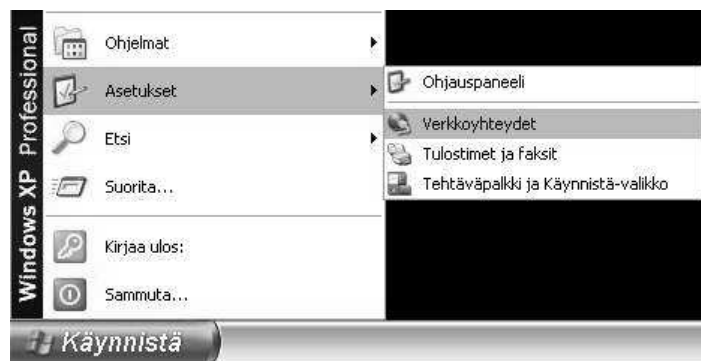 Windows XP Professional
Ohjelmat
Asetukset
Etsi
Suorita...
Kirjaa ulos:
Sammuta...
Ohjauspaneeli
Verkkoyhteydet
Tulostimet ja faksit
Tehtäväpalkki ja Käynnistä-valikko
Käynnistä